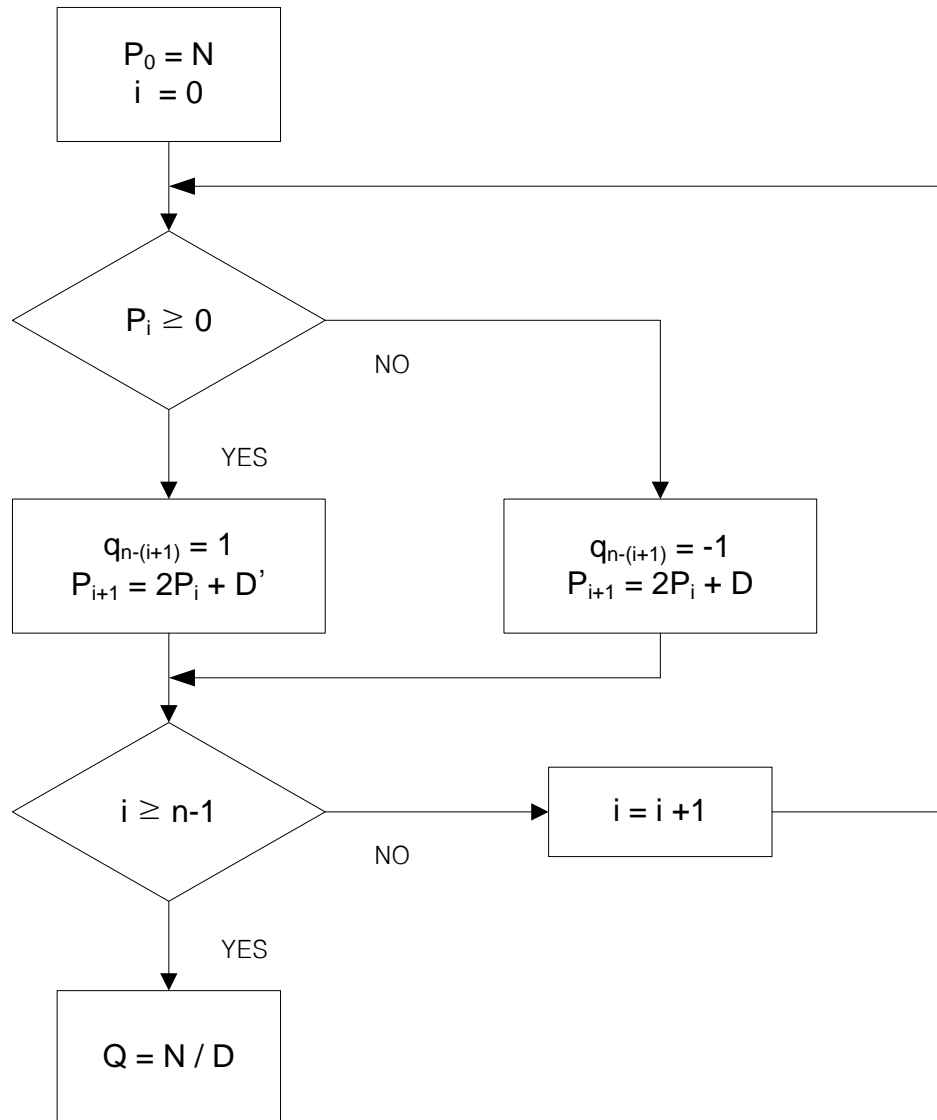 P₀ = N
i = 0
Pᵢ ≥ 0
NO
YES
qₙ₋₍ᵢ₊₁₎ = 1
Pᵢ₊₁ = 2Pᵢ + D’
qₙ₋₍ᵢ₊₁₎ = -1
Pᵢ₊₁ = 2Pᵢ + D
i ≥ n-1
i = i +1
NO
YES
Q = N / D